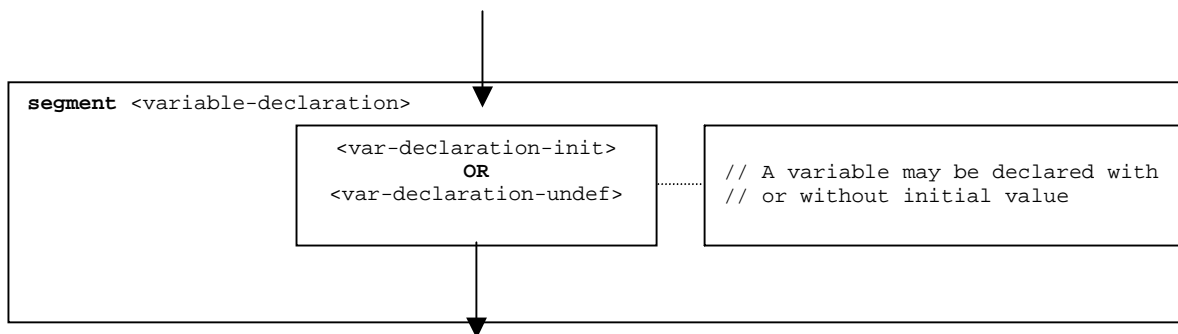 segment <variable-declaration>
<var-declaration-init>
OR
<var-declaration-undef>
// A variable may be declared with
// or without initial value